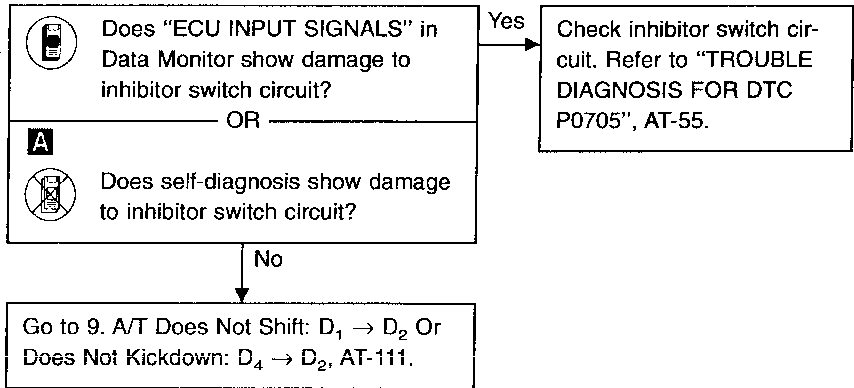 Does “ECU INPUT SIGNALS” in
Data Monitor show damage to
inhibitor switch circuit?
OR
A
Does self-diagnosis show damage
to inhibitor switch circuit?
Yes
Check inhibitor switch cir-
cuit. Refer to “TROUBLE
DIAGNOSIS FOR DTC
P0705”, AT-55.
No
Go to 9. A/T Does Not Shift: D₁ → D₂ Or
Does Not Kickdown: D₄ → D₂, AT-111.